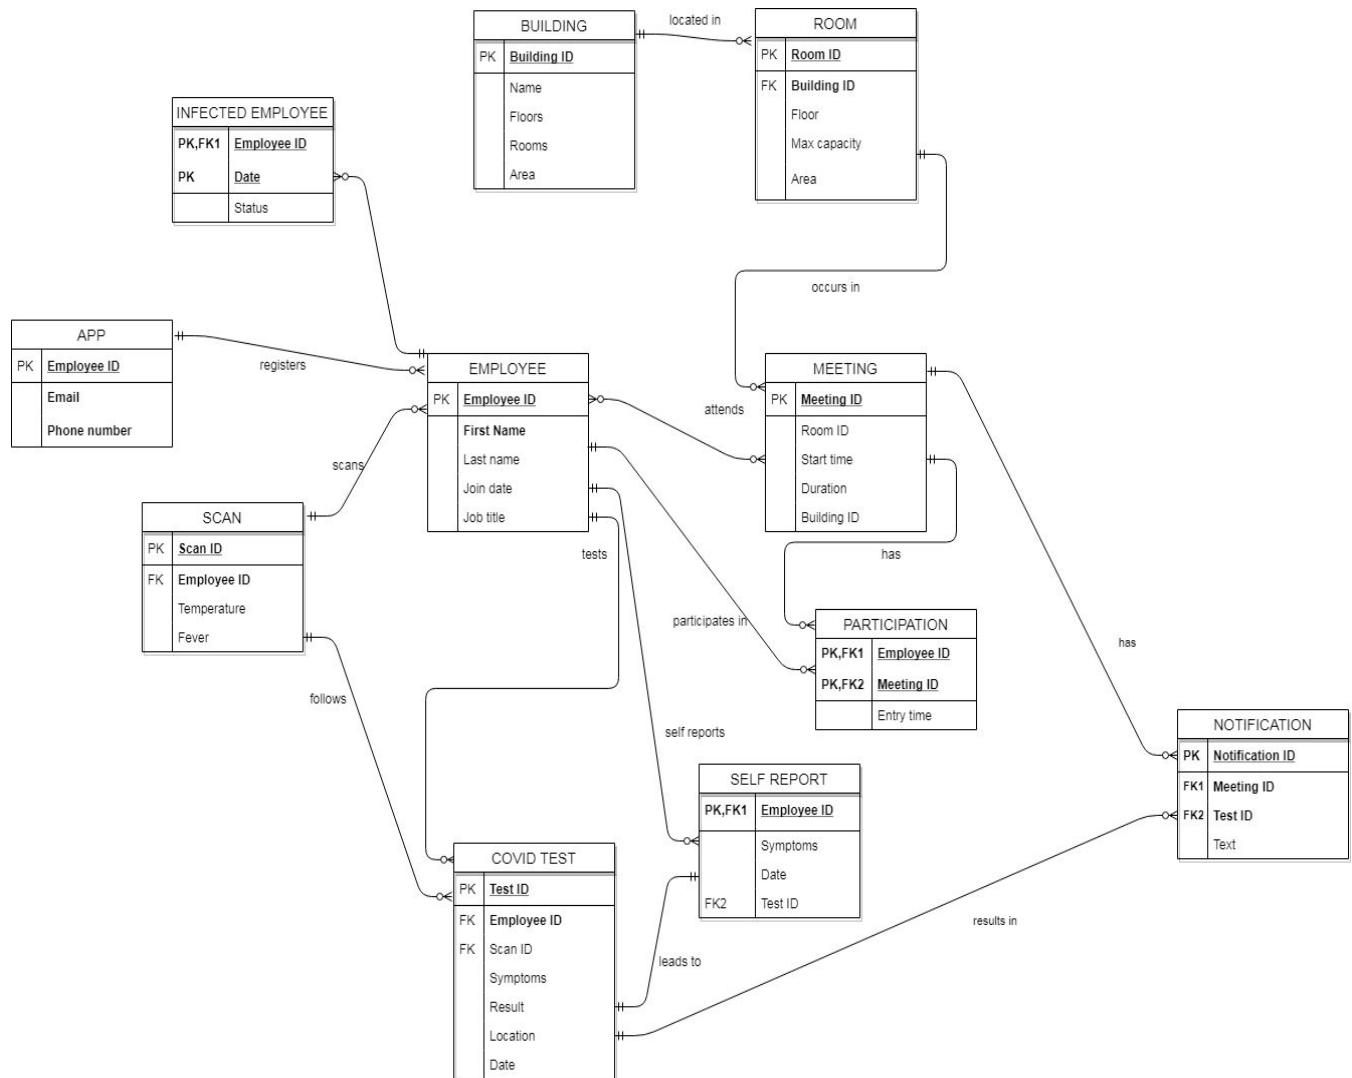 BUILDING
PK Building ID
Name
Floors
Rooms
Area
located in
ROOM
PK Room ID
FK Building ID
Floor
Max capacity
Area
INFECTED EMPLOYEE
PK,FK1 Employee ID
PK Date
Status
occurs in
APP
PK Employee ID
Email
Phone number
registers
EMPLOYEE
PK Employee ID
First Name
Last name
Join date
Job title
attends
MEETING
PK Meeting ID
Room ID
Start time
Duration
Building ID
scans
SCAN
PK Scan ID
FK Employee ID
Temperature
Fever
tests
has
participates in
PARTICIPATION
PK,FK1 Employee ID
PK,FK2 Meeting ID
Entry time
has
follows
self reports
NOTIFICATION
PK Notification ID
FK1 Meeting ID
FK2 Test ID
Text
SELF REPORT
PK,FK1 Employee ID
Symptoms
Date
FK2 Test ID
COVID TEST
PK Test ID
FK Employee ID
FK Scan ID
Symptoms
Result
Location
Date
leads to
results in